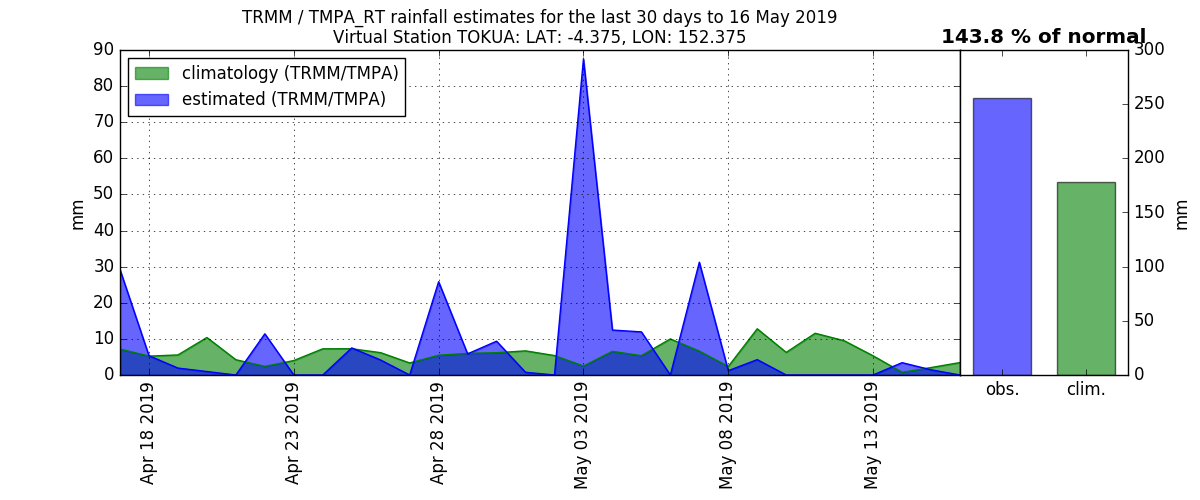 TRMM / TMPA_RT rainfall estimates for the last 30 days to 16 May 2019
Virtual Station TOKUA: LAT: -4.375, LON: 152.375
143.8 % of normal
climatology (TRMM/TMPA)
estimated (TRMM/TMPA)
mm
90
80
70
60
50
40
30
20
10
0
Apr 18 2019
Apr 23 2019
Apr 28 2019
May 03 2019
May 08 2019
May 13 2019
300
250
200
150
100
50
0
mm
obs.
clim.